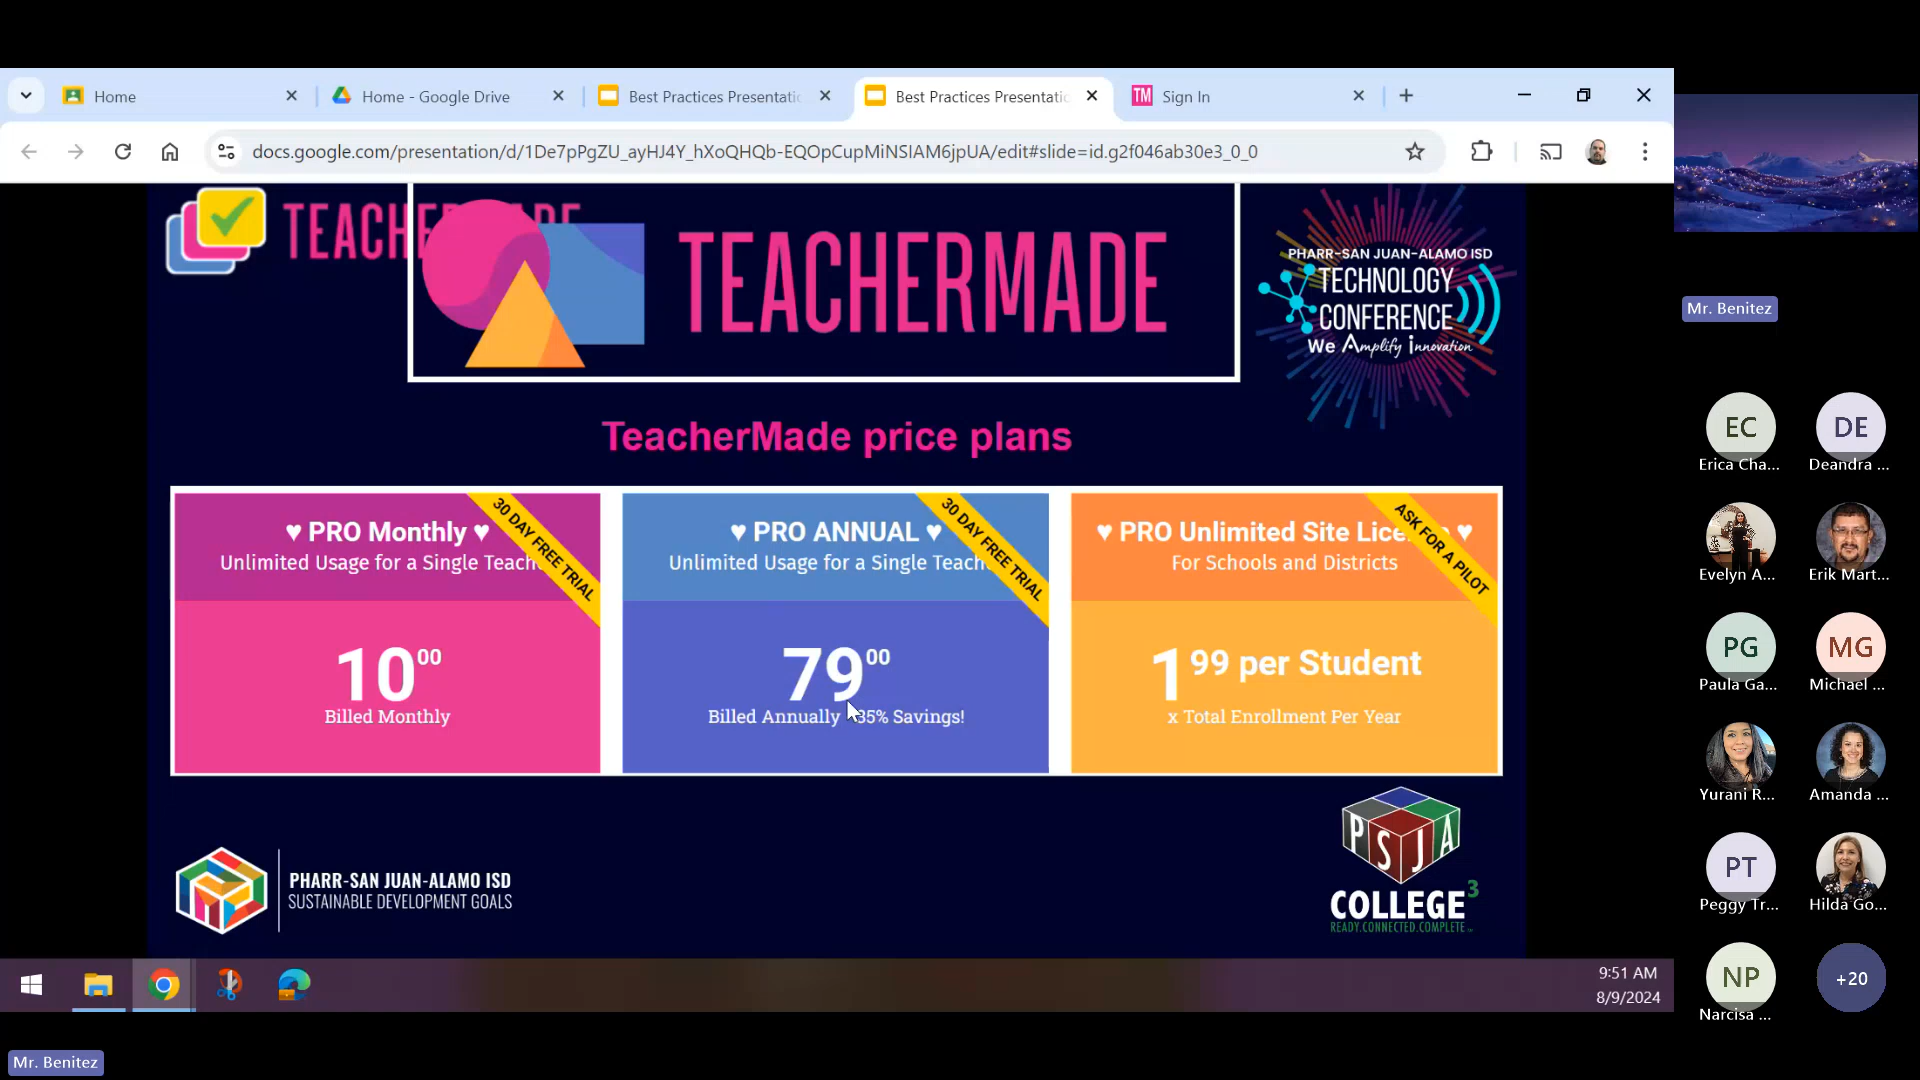 Home
Home - Google Drive
Best Practices Presentatio
Best Practices Presentatio
TM
Sign In
docs.google.com/presentation/d/1De7pPgZU_ayHJ4Y_hXoQHQb-EQOpCupMiNSIAM6jpUA/edit#slide=id.g2f046ab30e3_0_0
TEACHERMADE
TEACHERMADE
PHARR-SAN JUAN-ALAMO ISD
TECHNOLOGY
CONFERENCE
We Amplify innovation
TeacherMade price plans
♥ PRO Monthly ♥
Unlimited Usage for a Single Teach
30 DAY FREE TRIAL
10 00
Billed Monthly
♥ PRO ANNUAL ♥
Unlimited Usage for a Single Teach
30 DAY FREE TRIAL
79 00
Billed Annually 35% Savings!
♥ PRO Unlimited Site Lice ♥
For Schools and Districts
ASK FOR A PILOT
1 99 per Student
x Total Enrollment Per Year
PHARR-SAN JUAN-ALAMO ISD
SUSTAINABLE DEVELOPMENT GOALS
PSJA
COLLEGE³
READY.CONNECTED.COMPLETE
9:51 AM
8/9/2024
Mr. Benitez
Mr. Benitez
EC
Erica Cha...
DE
Deandra ...
Evelyn A...
Erik Mart...
PG
Paula Ga...
MG
Michael ...
Yurani R...
Amanda ...
PT
Peggy Tr...
Hilda Go...
NP
Narcisa ...
+20